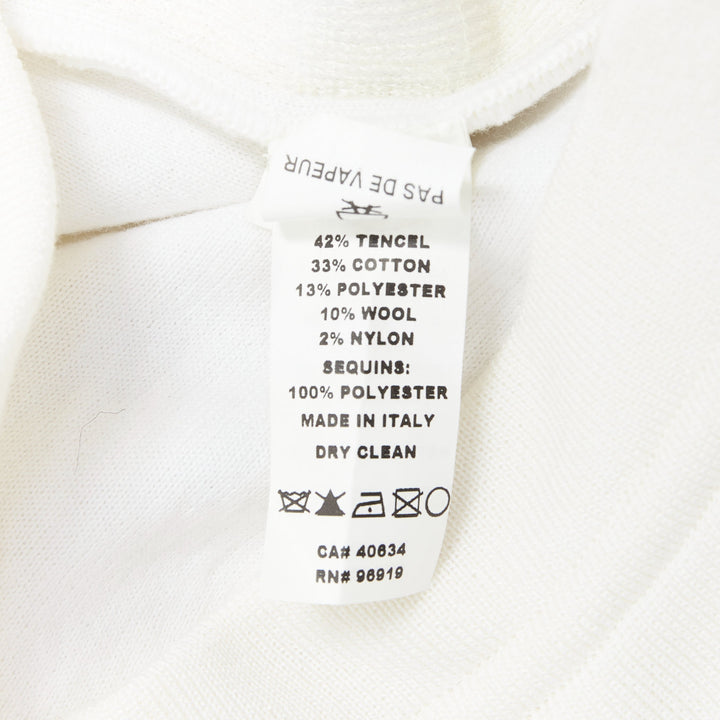 PAS DE VAPEUR
42% TENCEL
33% COTTON
13% POLYESTER
10% WOOL
2% NYLON
SEQUINS:
100% POLYESTER
MADE IN ITALY
DRY CLEAN
CA# 40634
RN# 96919